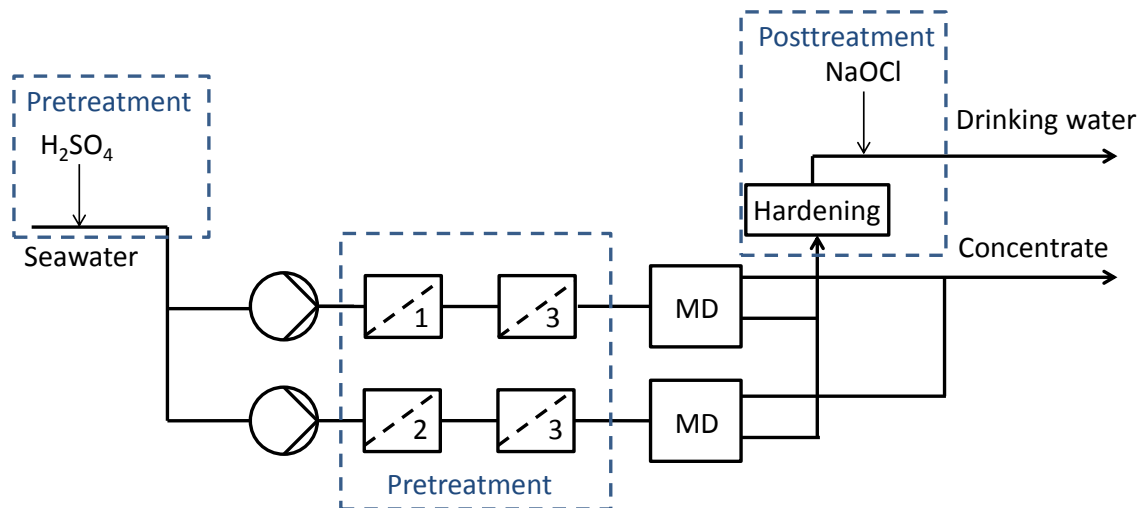 Posttreatment
NaOCl
Pretreatment
H₂SO₄
Drinking water
Hardening
Seawater
Concentrate
1
3
MD
2
3
MD
Pretreatment